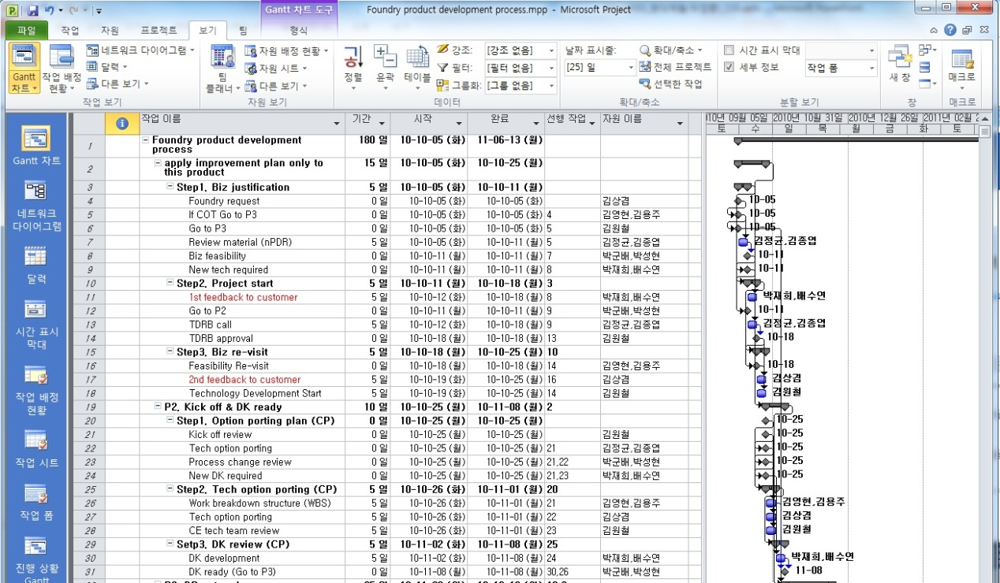 Gantt 차트 도구
Foundry product development process.mpp - Microsoft Project
파일 작업 자원 프로젝트 보기 팀 형식
Gantt 차트
작업 배정 현황
네트워크 다이어그램
달력
다른 보기
작업 보기
팀 플래너
자원 배정 현황
자원 시트
다른 보기
자원 보기
정렬
윤곽
테이블
강조: [강조 없음]
필터: [필터 없음]
그룹화: [그룹 없음]
데이터
날짜 표시줄:
[25] 일
확대/축소
전체 프로젝트
선택한 작업
확대/축소
시간 표시 막대
세부 정보 작업 폼
분할 보기
새 창
창
매크로
매크로
Gantt 차트
네트워크 다이어그램
달력
시간 표시 막대
작업 배정 현황
작업 시트
작업 폼
진행 상황 Gantt
작업 이름 기간 시작 완료 선행 작업 자원 이름
1 Foundry product development process 180 일 10-10-05 (화) 11-06-13 (월)
2 apply improvement plan only to this product 15 일 10-10-05 (화) 10-10-25 (월)
3 Step1. Biz justification 5 일 10-10-05 (화) 10-10-11 (월)
4 Foundry request 0 일 10-10-05 (화) 10-10-05 (화) 김상겸
5 If COT Go to P3 0 일 10-10-05 (화) 10-10-05 (화) 4 김영현,김용주
6 Go to P3 0 일 10-10-05 (화) 10-10-05 (화) 5 김원철
7 Review material (nPDR) 5 일 10-10-05 (화) 10-10-11 (월) 5 김정균,김종엽
8 Biz feasibility 0 일 10-10-11 (월) 10-10-11 (월) 7 박군배,박성현
9 New tech required 0 일 10-10-11 (월) 10-10-11 (월) 8 박재희,배수연
10 Step2. Project start 5 일 10-10-11 (월) 10-10-18 (월) 3
11 1st feedback to customer 5 일 10-10-12 (화) 10-10-18 (월) 8 박재희,배수연
12 Go to P2 0 일 10-10-11 (월) 10-10-11 (월) 9 박군배,박성현
13 TDRB call 5 일 10-10-12 (화) 10-10-18 (월) 9 김정균,김종엽
14 TDRB approval 0 일 10-10-18 (월) 10-10-18 (월) 13 김원철
15 Step3. Biz re-visit 5 일 10-10-18 (월) 10-10-25 (월) 10
16 Feasibility Re-visit 0 일 10-10-18 (월) 10-10-18 (월) 14 김영현,김용주
17 2nd feedback to customer 5 일 10-10-19 (화) 10-10-25 (월) 16 김상겸
18 Technology Development Start 5 일 10-10-19 (화) 10-10-25 (월) 14 김원철
19 P2. Kick off & DK ready 10 일 10-10-25 (월) 10-11-08 (월) 2
20 Step1. Option porting plan (CP) 0 일 10-10-25 (월) 10-10-25 (월)
21 Kick off review 0 일 10-10-25 (월) 10-10-25 (월) 김원철
22 Tech option porting 0 일 10-10-25 (월) 10-10-25 (월) 21 김정균,김종엽
23 Process change review 0 일 10-10-25 (월) 10-10-25 (월) 21,22 박군배,박성현
24 New DK required 0 일 10-10-25 (월) 10-10-25 (월) 21,23 박재희,배수연
25 Step2. Tech option porting (CP) 5 일 10-10-26 (화) 10-11-01 (월) 20
26 Work breakdown structure (WBS) 5 일 10-10-26 (화) 10-11-01 (월) 21 김영현,김용주
27 Tech option porting 5 일 10-10-26 (화) 10-11-01 (월) 22 김상겸
28 CE tech team review 5 일 10-10-26 (화) 10-11-01 (월) 23 김원철
29 Setp3. DK review (CP) 5 일 10-11-02 (화) 10-11-08 (월) 25
30 DK development 5 일 10-11-02 (화) 10-11-08 (월) 24 박재희,배수연
31 DK ready (Go to P3) 0 일 10-11-08 (월) 10-11-08 (월) 30,26 박군배,박성현
10년 09월 05일 2010년 10월 31일 2010년 12월 26일 2011년 02월 2
토 수 일 목 월 금 화 토
10-05
10-05
10-05
김정균,김종엽
10-11
10-11
박재희,배수연
10-11
김정균,김종엽
10-18
10-18
김상겸
김원철
10-25
10-25
10-25
10-25
10-25
김영현,김용주
김상겸
김원철
박재희,배수연
11-08